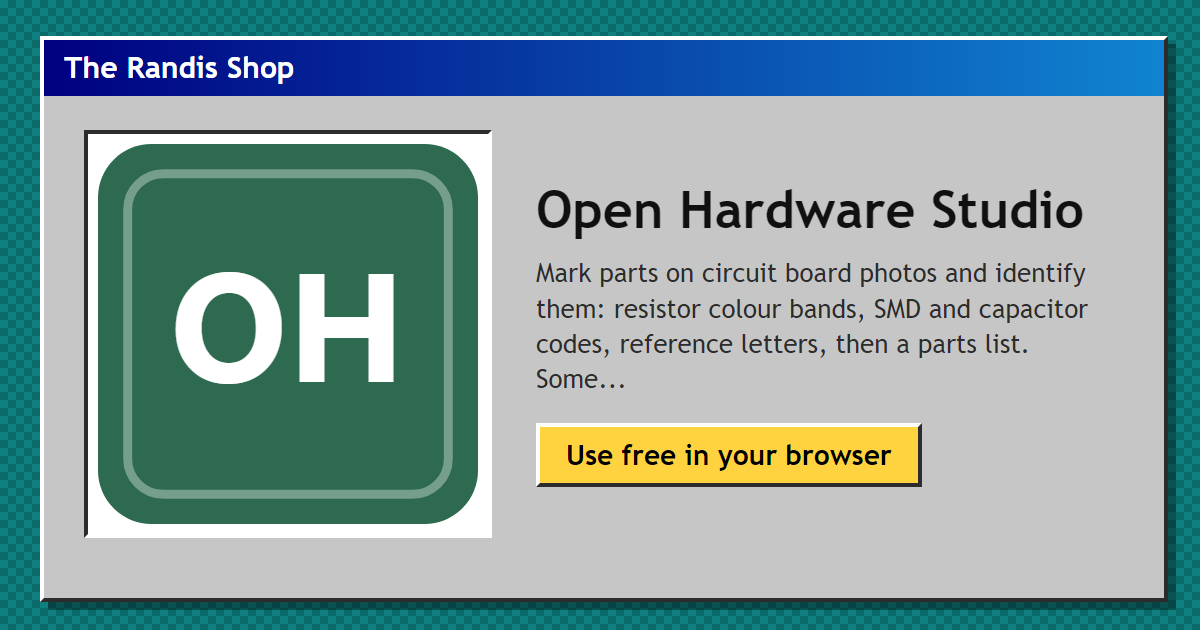 The Randis Shop
OH
Open Hardware Studio
Mark parts on circuit board photos and identify
them: resistor colour bands, SMD and capacitor
codes, reference letters, then a parts list.
Some...
Use free in your browser